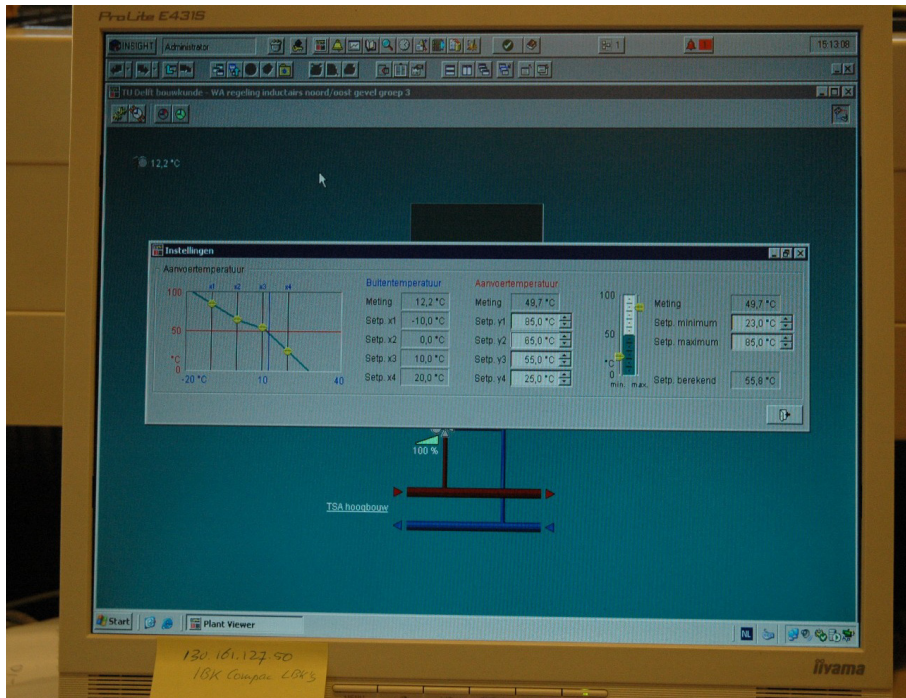 ProLite E431S
INSIGHT Administrator 1 15:13:08
TU Delft bouwkunde - WA regeling inductairs noord/oost gevel groep 3
12,2 °C
Instellingen
Aanvoertemperatuur
x1 x2 x3 x4
100
50
°C
0
-20 °C 10 40
Buitentemperatuur
Meting 12,2 °C
Setp. x1 -10,0 °C
Setp. x2 0,0 °C
Setp. x3 10,0 °C
Setp. x4 20,0 °C
Aanvoertemperatuur
Meting 49,7 °C
Setp. y1 85,0 °C
Setp. y2 65,0 °C
Setp. y3 55,0 °C
Setp. y4 25,0 °C
100
50
°C
0
min. max.
Meting 49,7 °C
Setp. minimum 23,0 °C
Setp. maximum 85,0 °C
Setp. berekend 55,8 °C
100 %
TSA hoogbouw
Start Plant Viewer NL
130.161.127.50
iiyama